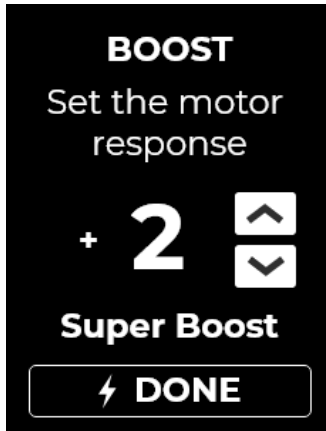 BOOST
Set the motor
response
+ 2
Super Boost
DONE